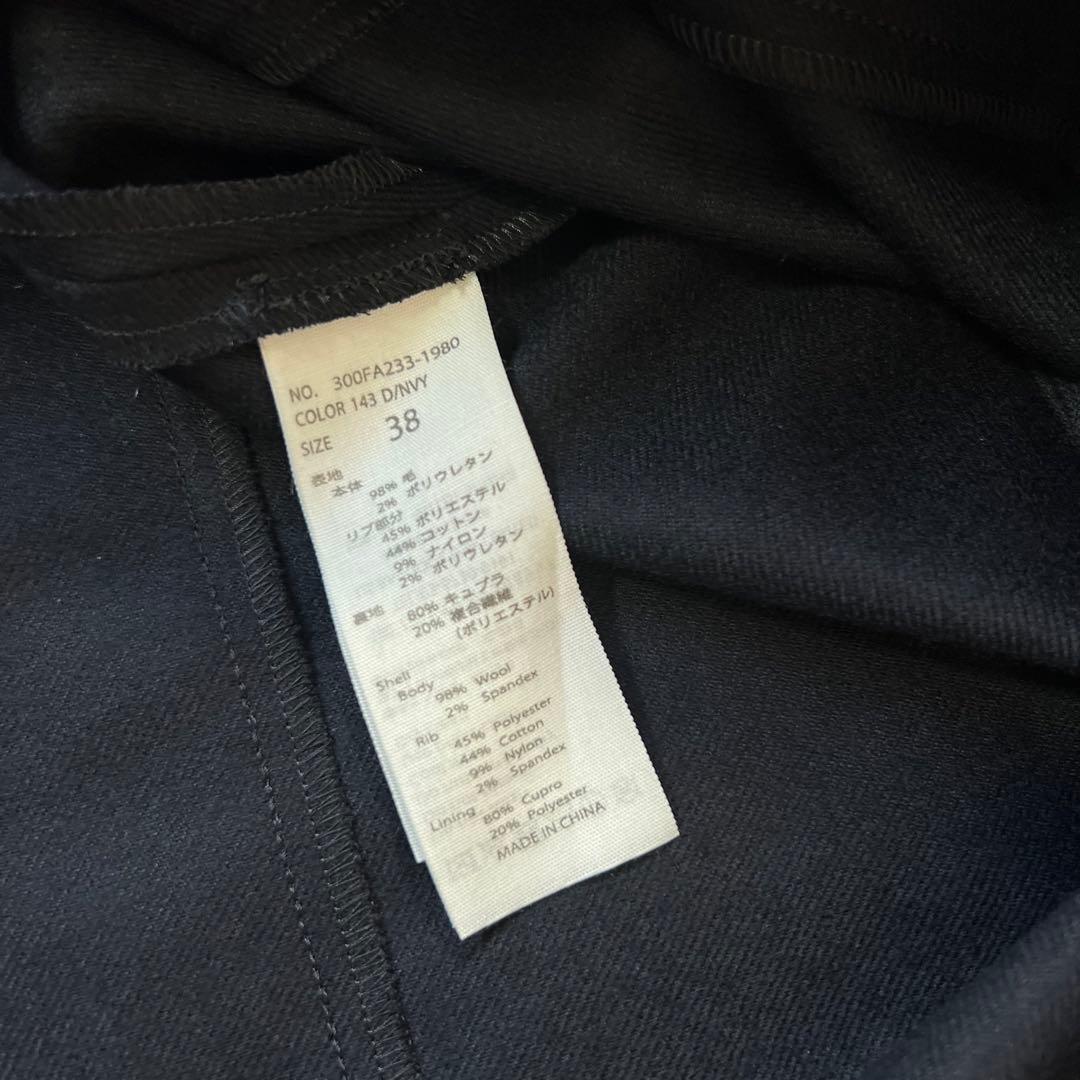 NO. 300FA233-1980
COLOR 143 D/NVY
SIZE 38
表地
本体 98% 毛
2% ポリウレタン
リブ部分 45% ポリエステル
44% コットン
9% ナイロン
2% ポリウレタン
裏地 80% キュプラ
20% 複合繊維
(ポリエステル)
Shell
Body 98% Wool
2% Spandex
Rib 45% Polyester
44% Cotton
9% Nylon
2% Spandex
Lining 80% Cupro
20% Polyester
MADE IN CHINA